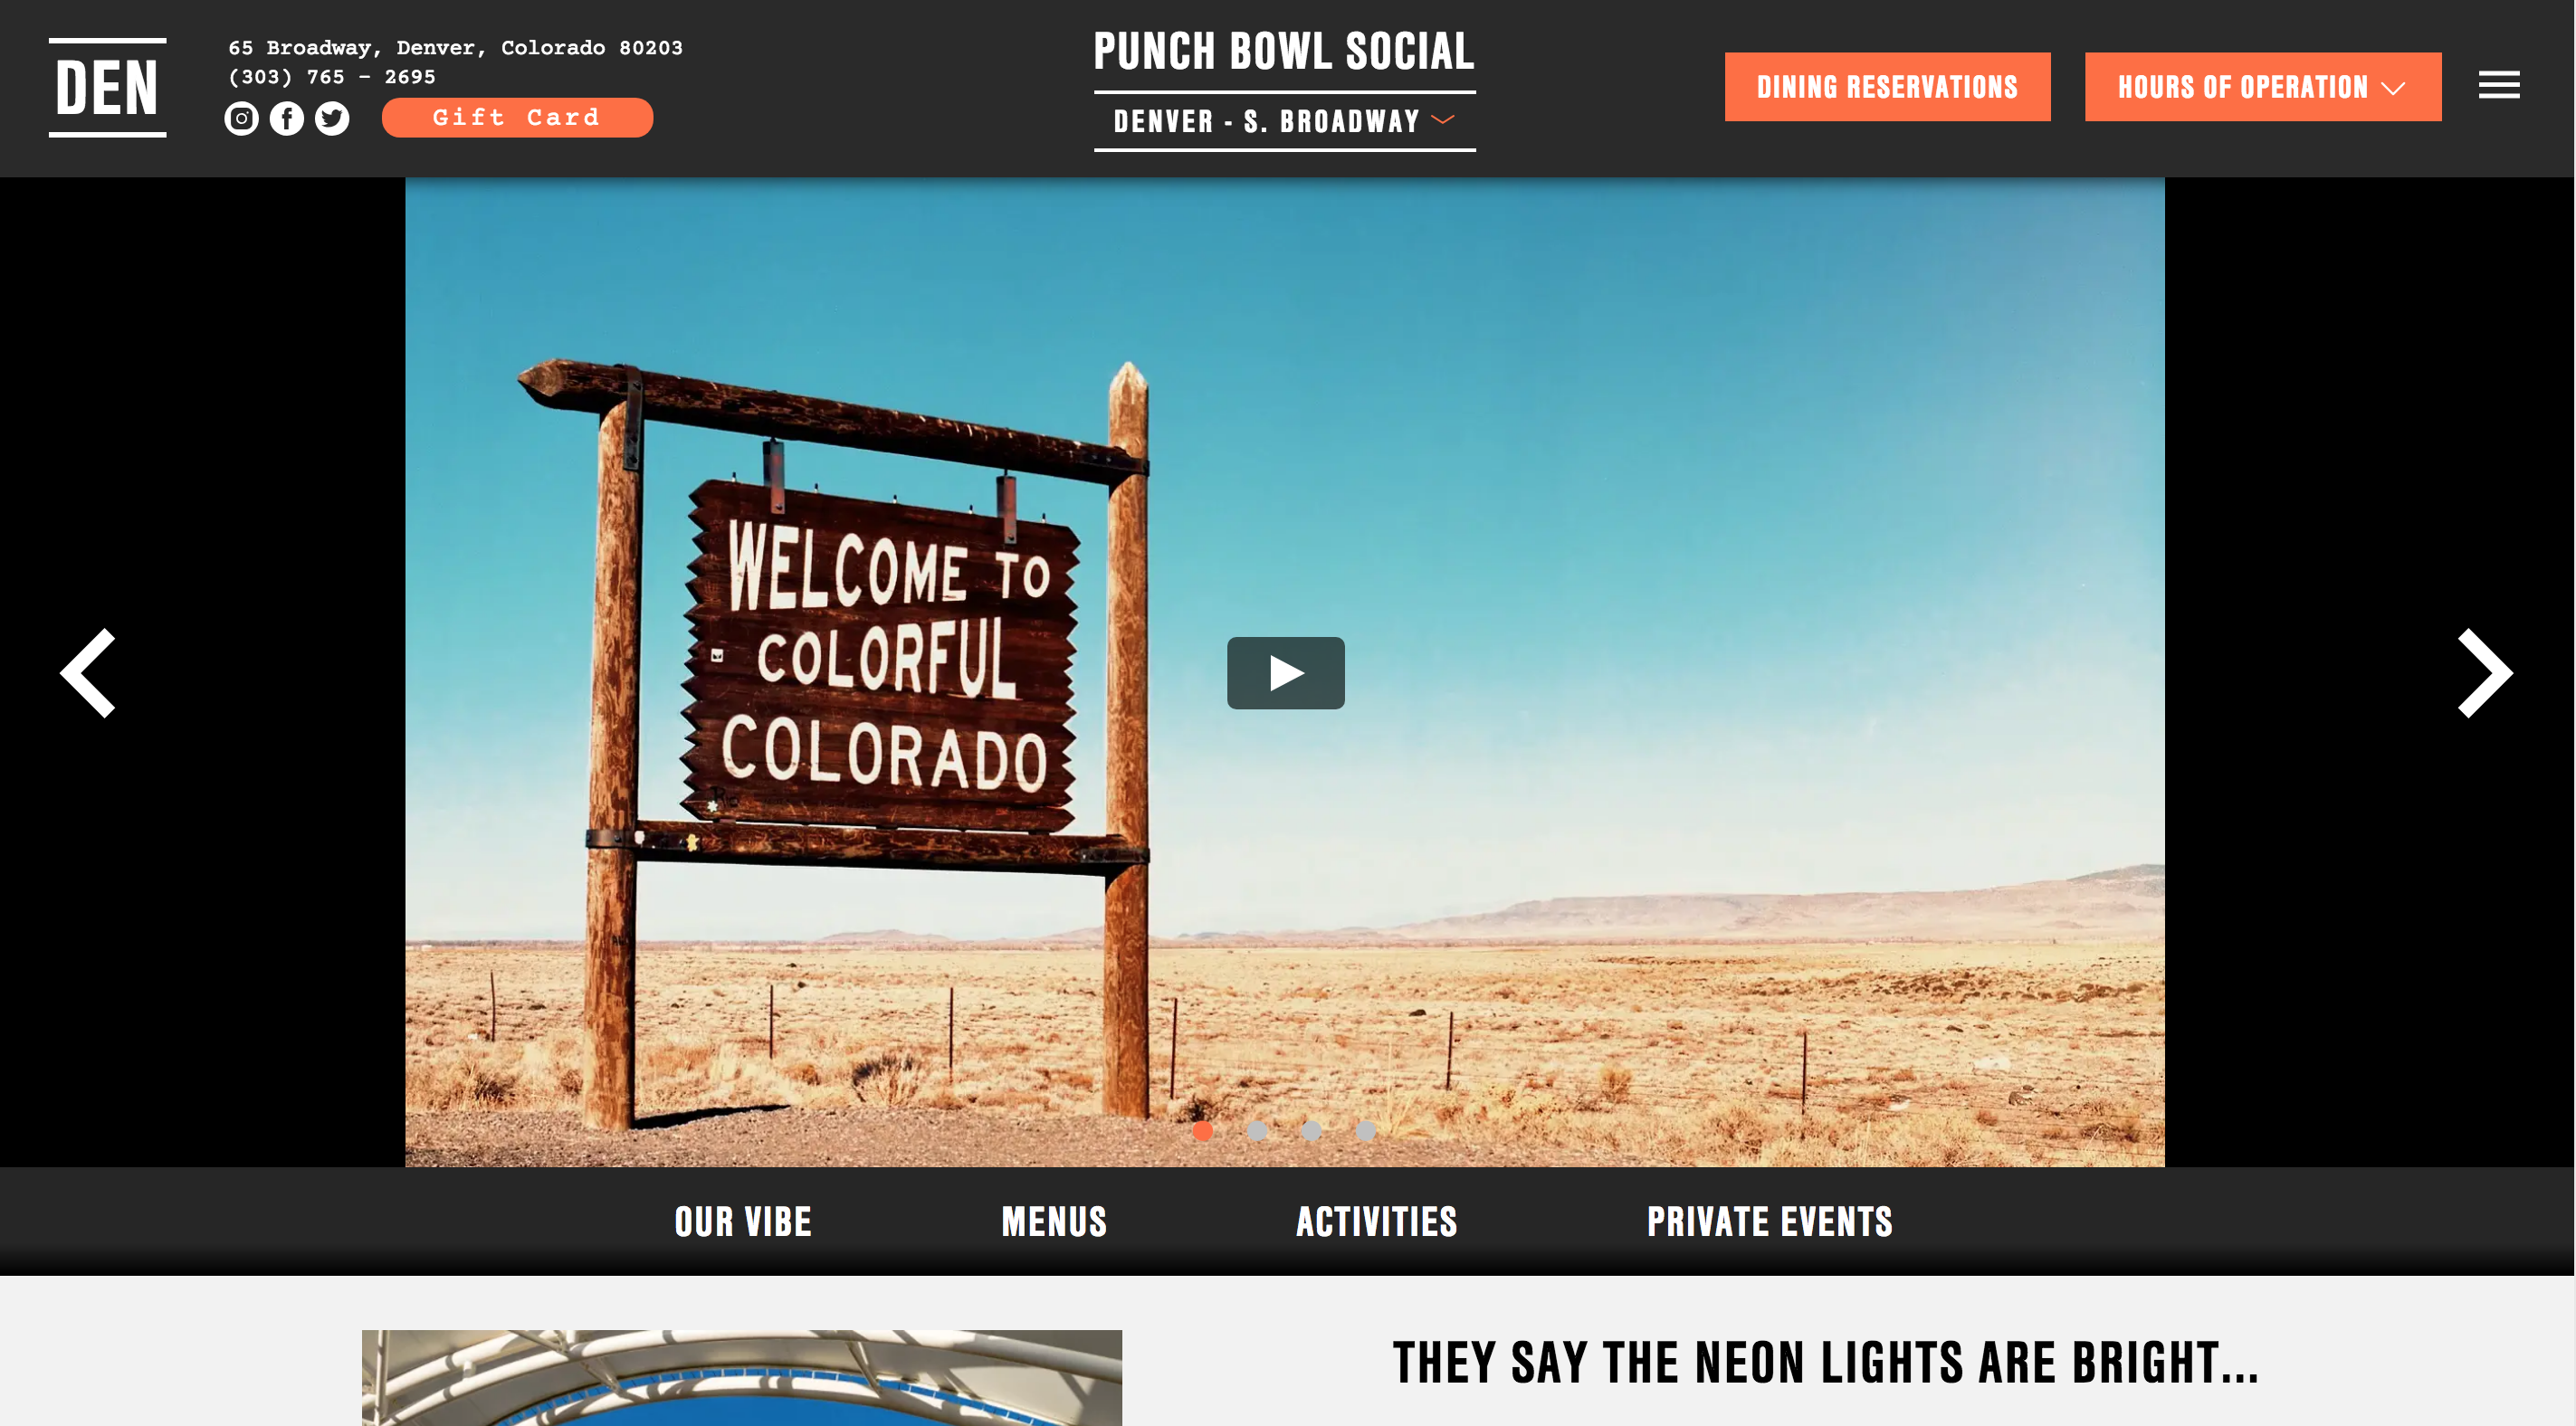 DEN
65 Broadway, Denver, Colorado 80203
(303) 765 - 2695
Gift Card
PUNCH BOWL SOCIAL
DENVER - S. BROADWAY
DINING RESERVATIONS
HOURS OF OPERATION
WELCOME TO
COLORFUL
COLORADO
OUR VIBE
MENUS
ACTIVITIES
PRIVATE EVENTS
THEY SAY THE NEON LIGHTS ARE BRIGHT...